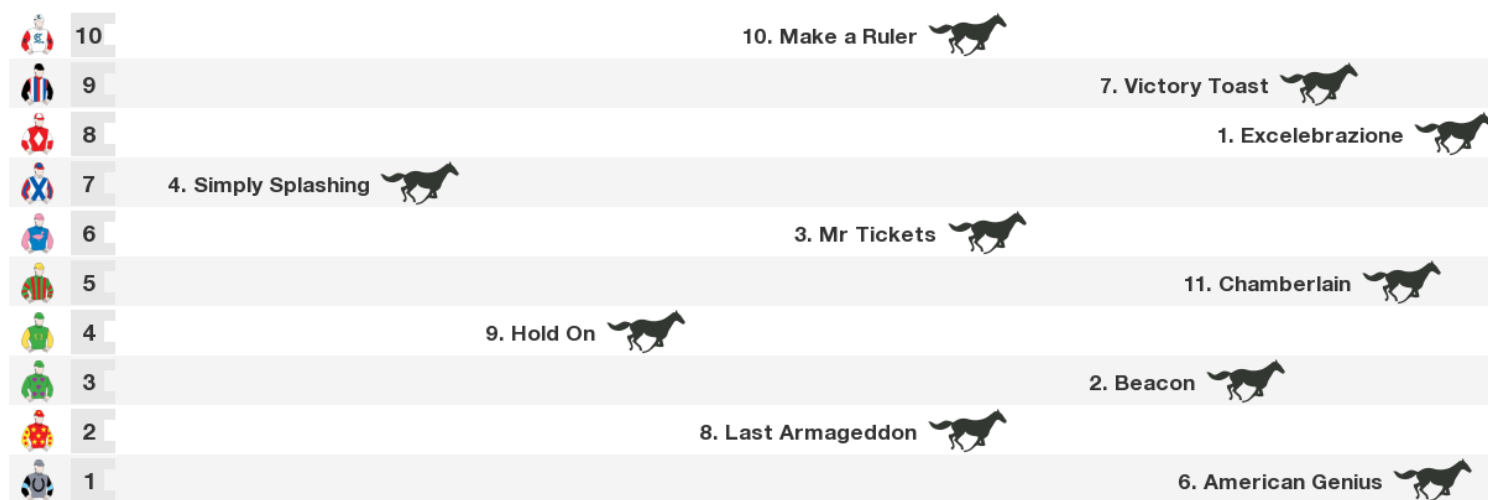 10 10. Make a Ruler
9 7. Victory Toast
8 1. Excelebrazione
7 4. Simply Splashing
6 3. Mr Tickets
5 11. Chamberlain
4 9. Hold On
3 2. Beacon
2 8. Last Armageddon
1 6. American Genius